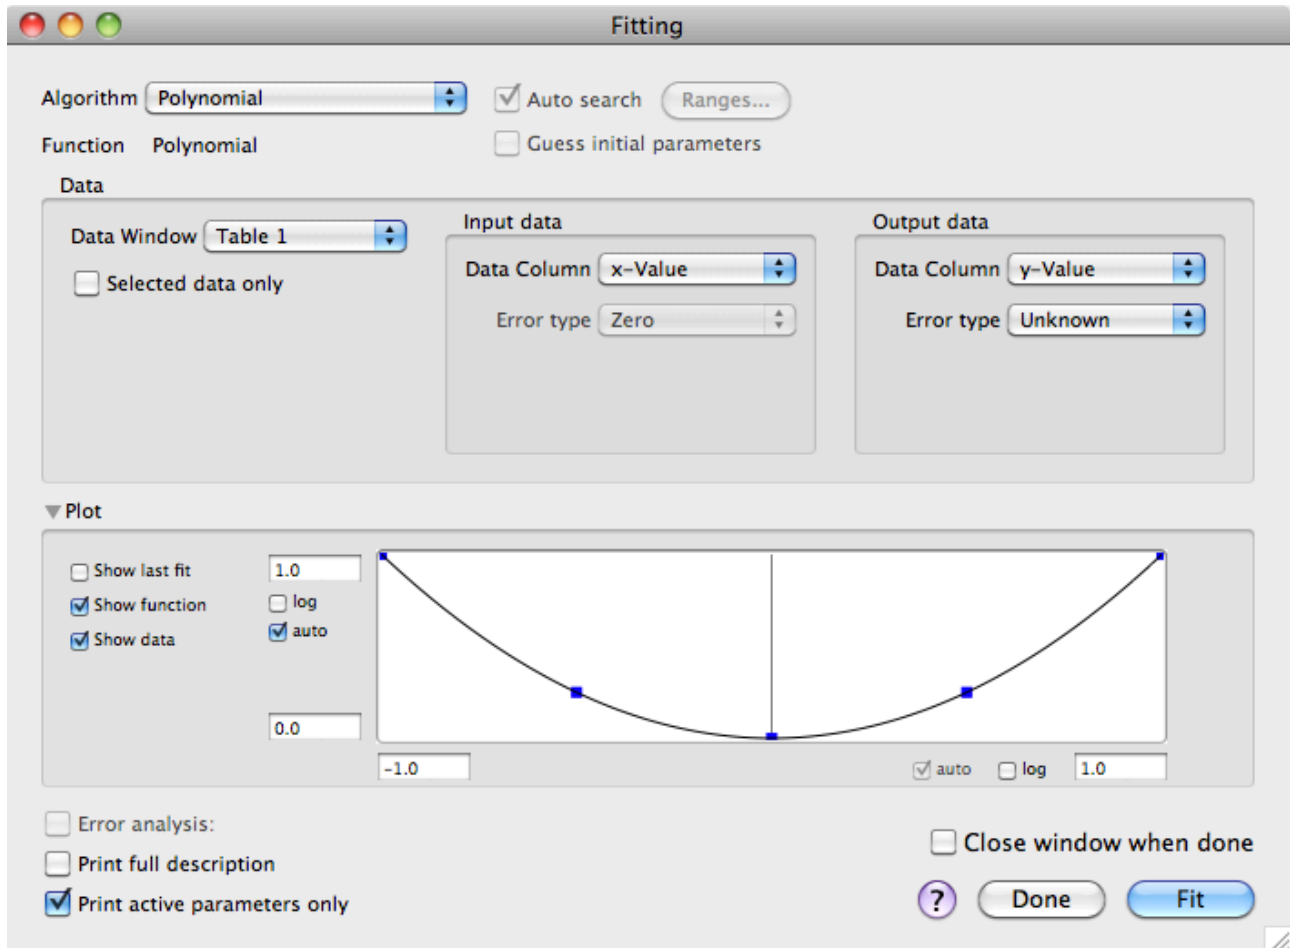 Fitting
Algorithm Polynomial Auto search Ranges...
Function Polynomial Guess initial parameters
Data
Input data Output data
Data Window Table 1
Data Column x-Value Data Column y-Value
Selected data only
Error type Zero Error type Unknown
Plot
Show last fit 1.0
Show function log
Show data auto
0.0
-1.0 auto log 1.0
Error analysis:
Close window when done
Print full description
Print active parameters only
? Done Fit